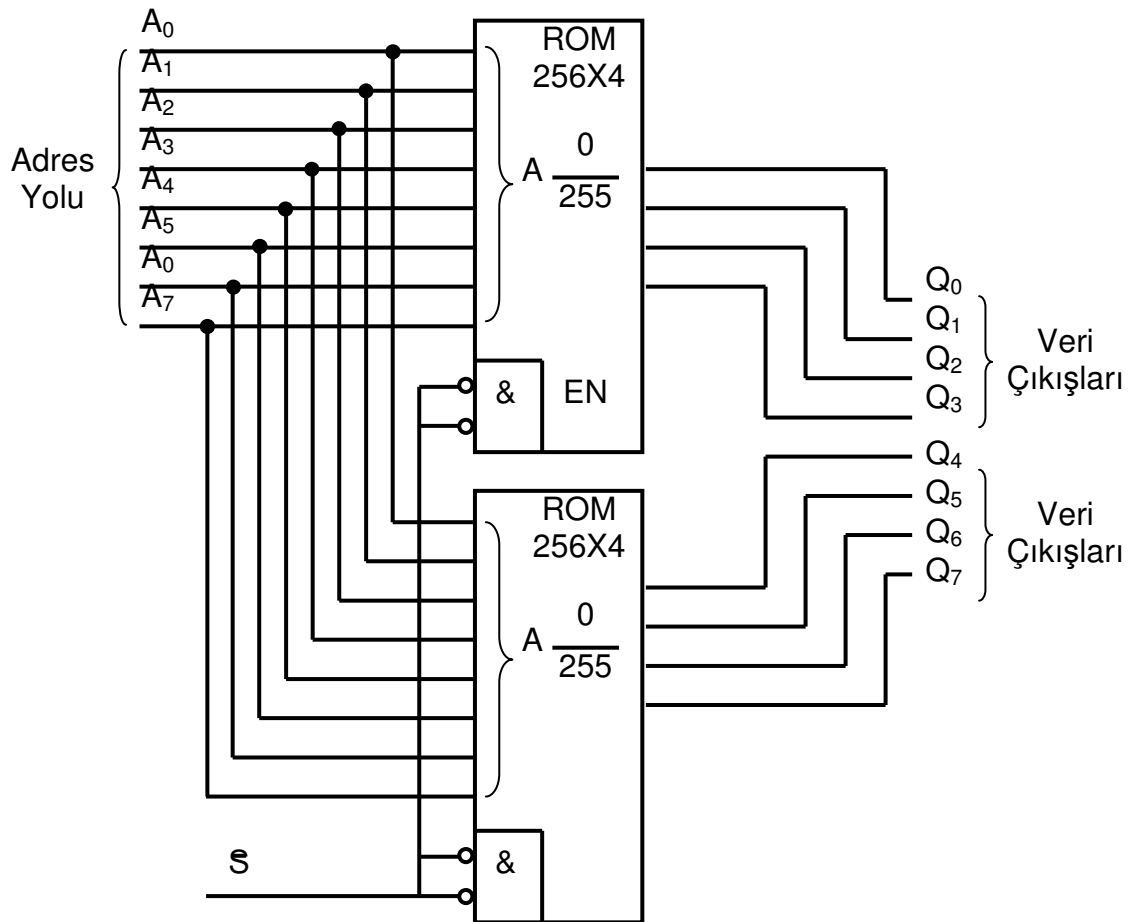 A₀
A₁
A₂
A₃
A₄
A₅
A₀
A₇
Adres
Yolu
ROM
256X4
A
0
255
&
EN
Q₀
Q₁
Q₂
Q₃
Veri
Çıkışları
Q₄
Q₅
Q₆
Q₇
Veri
Çıkışları
ROM
256X4
A
0
255
&
S̅